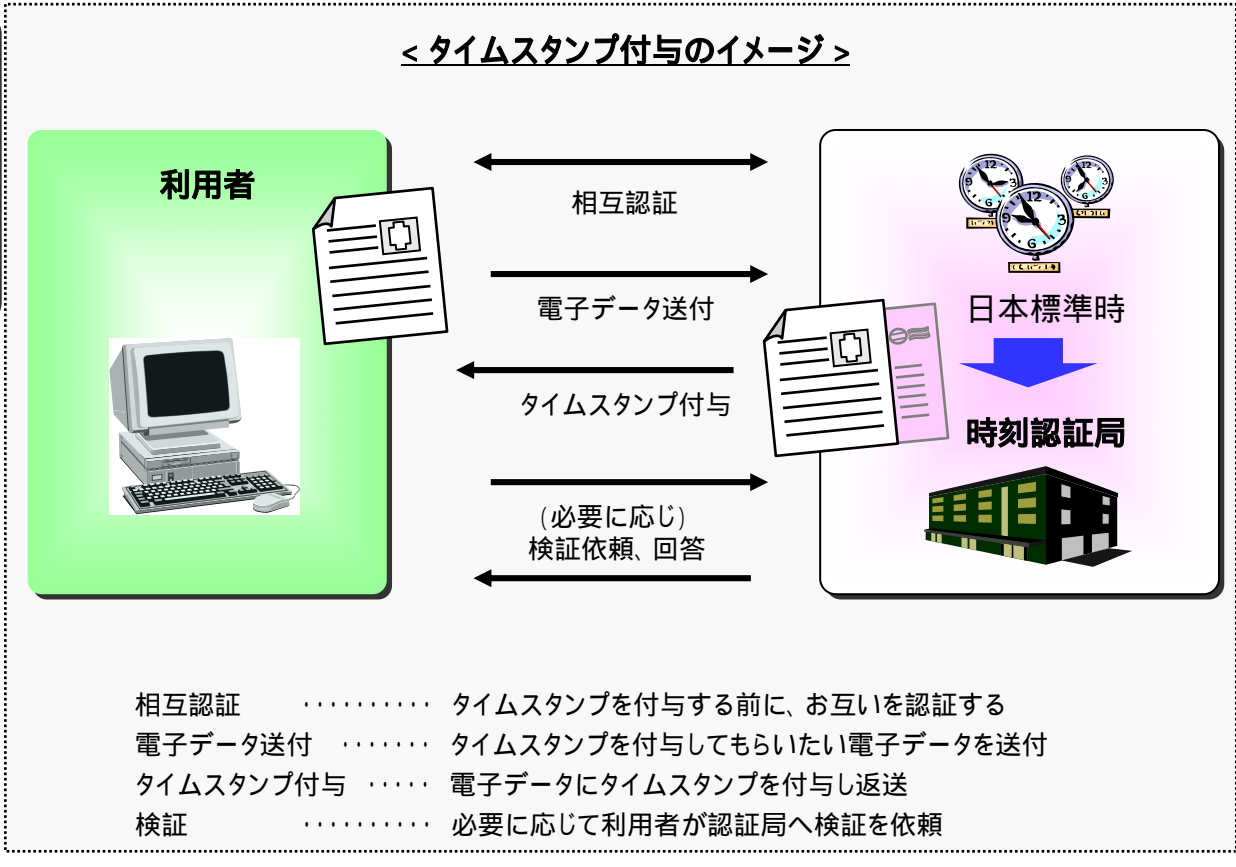 < タイムスタンプ付与のイメージ >
利用者
相互認証
電子データ送付
タイムスタンプ付与
(必要に応じ)
検証依頼、回答
日本標準時
時刻認証局
相互認証 ‥‥‥‥‥ タイムスタンプを付与する前に、お互いを認証する
電子データ送付 ‥‥‥‥ タイムスタンプを付与してもらいたい電子データを送付
タイムスタンプ付与 ‥‥‥ 電子データにタイムスタンプを付与し返送
検証 ‥‥‥‥‥ 必要に応じて利用者が認証局へ検証を依頼